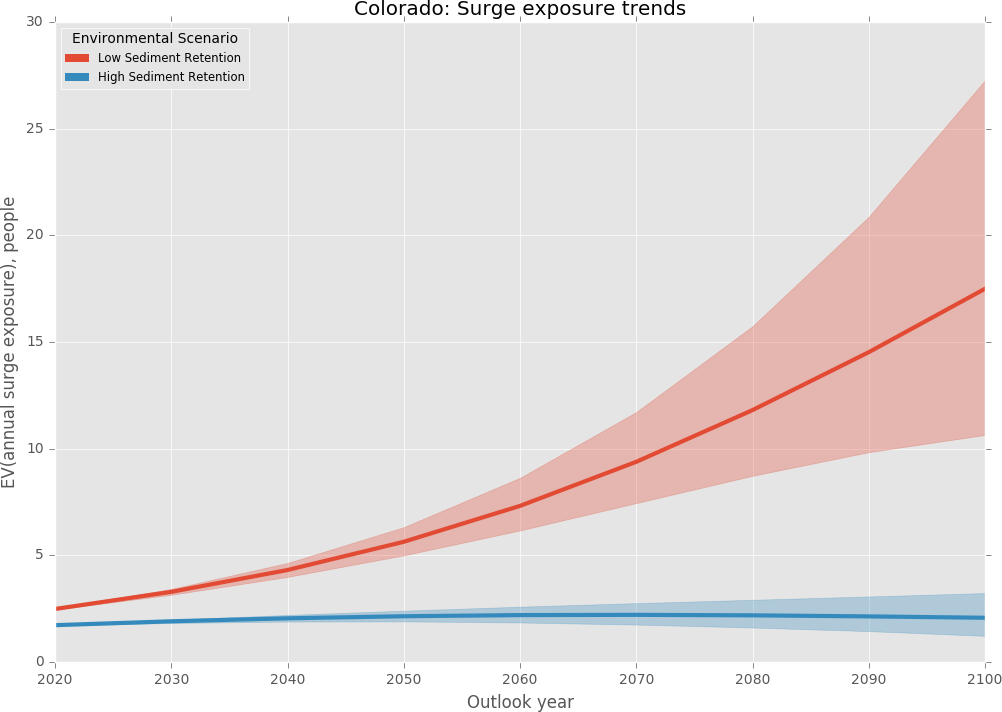 Colorado: Surge exposure trends
Environmental Scenario
Low Sediment Retention
High Sediment Retention
EV(annual surge exposure), people
30
25
20
15
10
5
0
2020 2030 2040 2050 2060 2070 2080 2090 2100
Outlook year